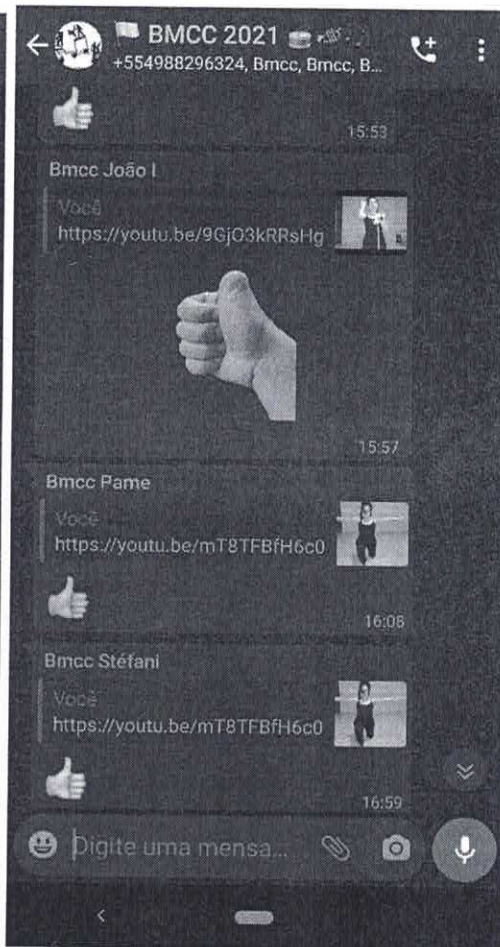 BMCC 2021
+554988296324, Bmcc, Bmcc, B...
15:53
Bmcc João I
Você
https://youtu.be/9GjO3kRRsHg
15:57
Bmcc Pame
Você
https://youtu.be/mT8TFBfH6c0
16:08
Bmcc Stéfani
Você
https://youtu.be/mT8TFBfH6c0
16:59
Digite uma mensa...